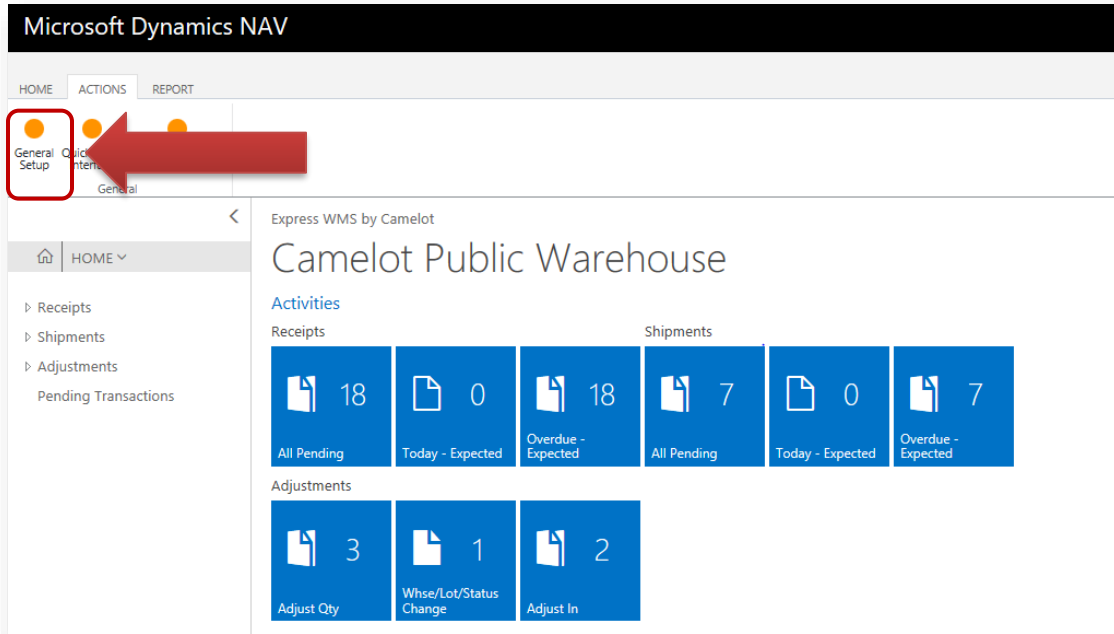 Microsoft Dynamics NAV
HOME ACTIONS REPORT
General
Setup
General
HOME
Express WMS by Camelot
Camelot Public Warehouse
Receipts
Shipments
Adjustments
Pending Transactions
Activities
Receipts Shipments
18 0 18 7 0 7
All Pending Today - Expected Overdue - Expected All Pending Today - Expected Overdue - Expected
Adjustments
3 1 2
Adjust Qty Whse/Lot/Status Change Adjust In